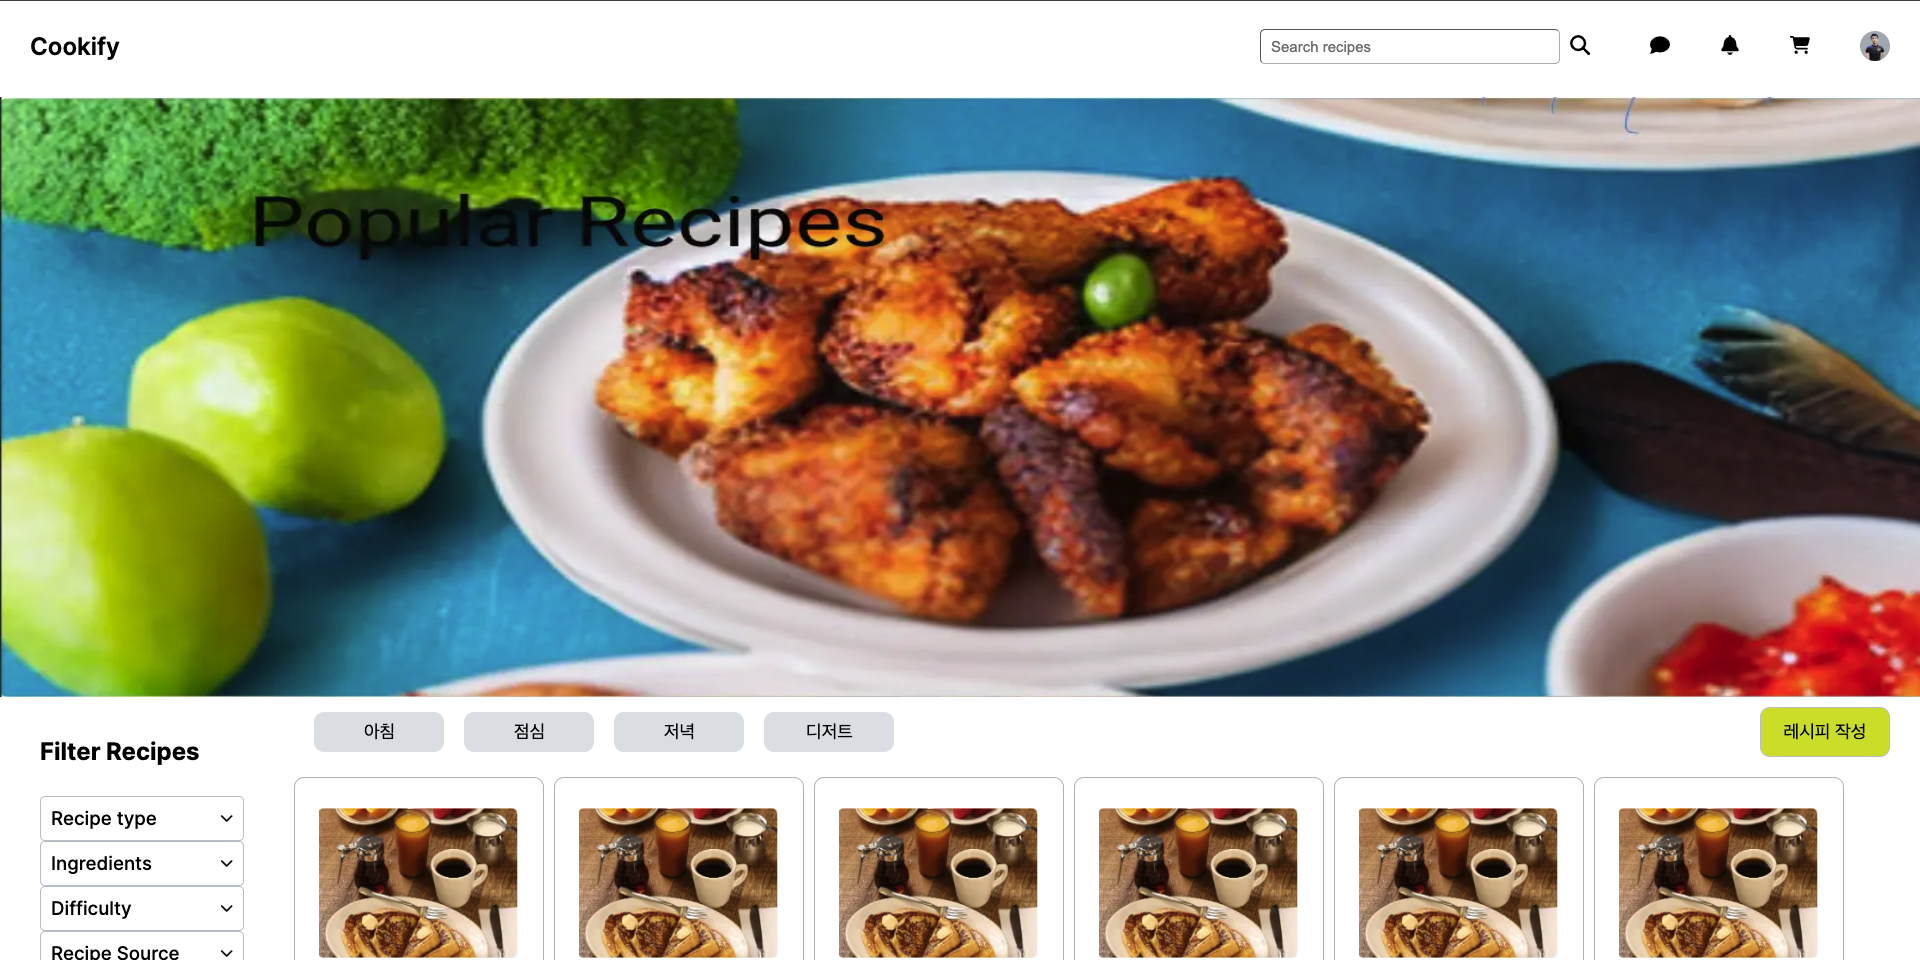 Cookify
Search recipes
Popular Recipes
아침
점심
저녁
디저트
레시피 작성
Filter Recipes
Recipe type
Ingredients
Difficulty
Recipe Source